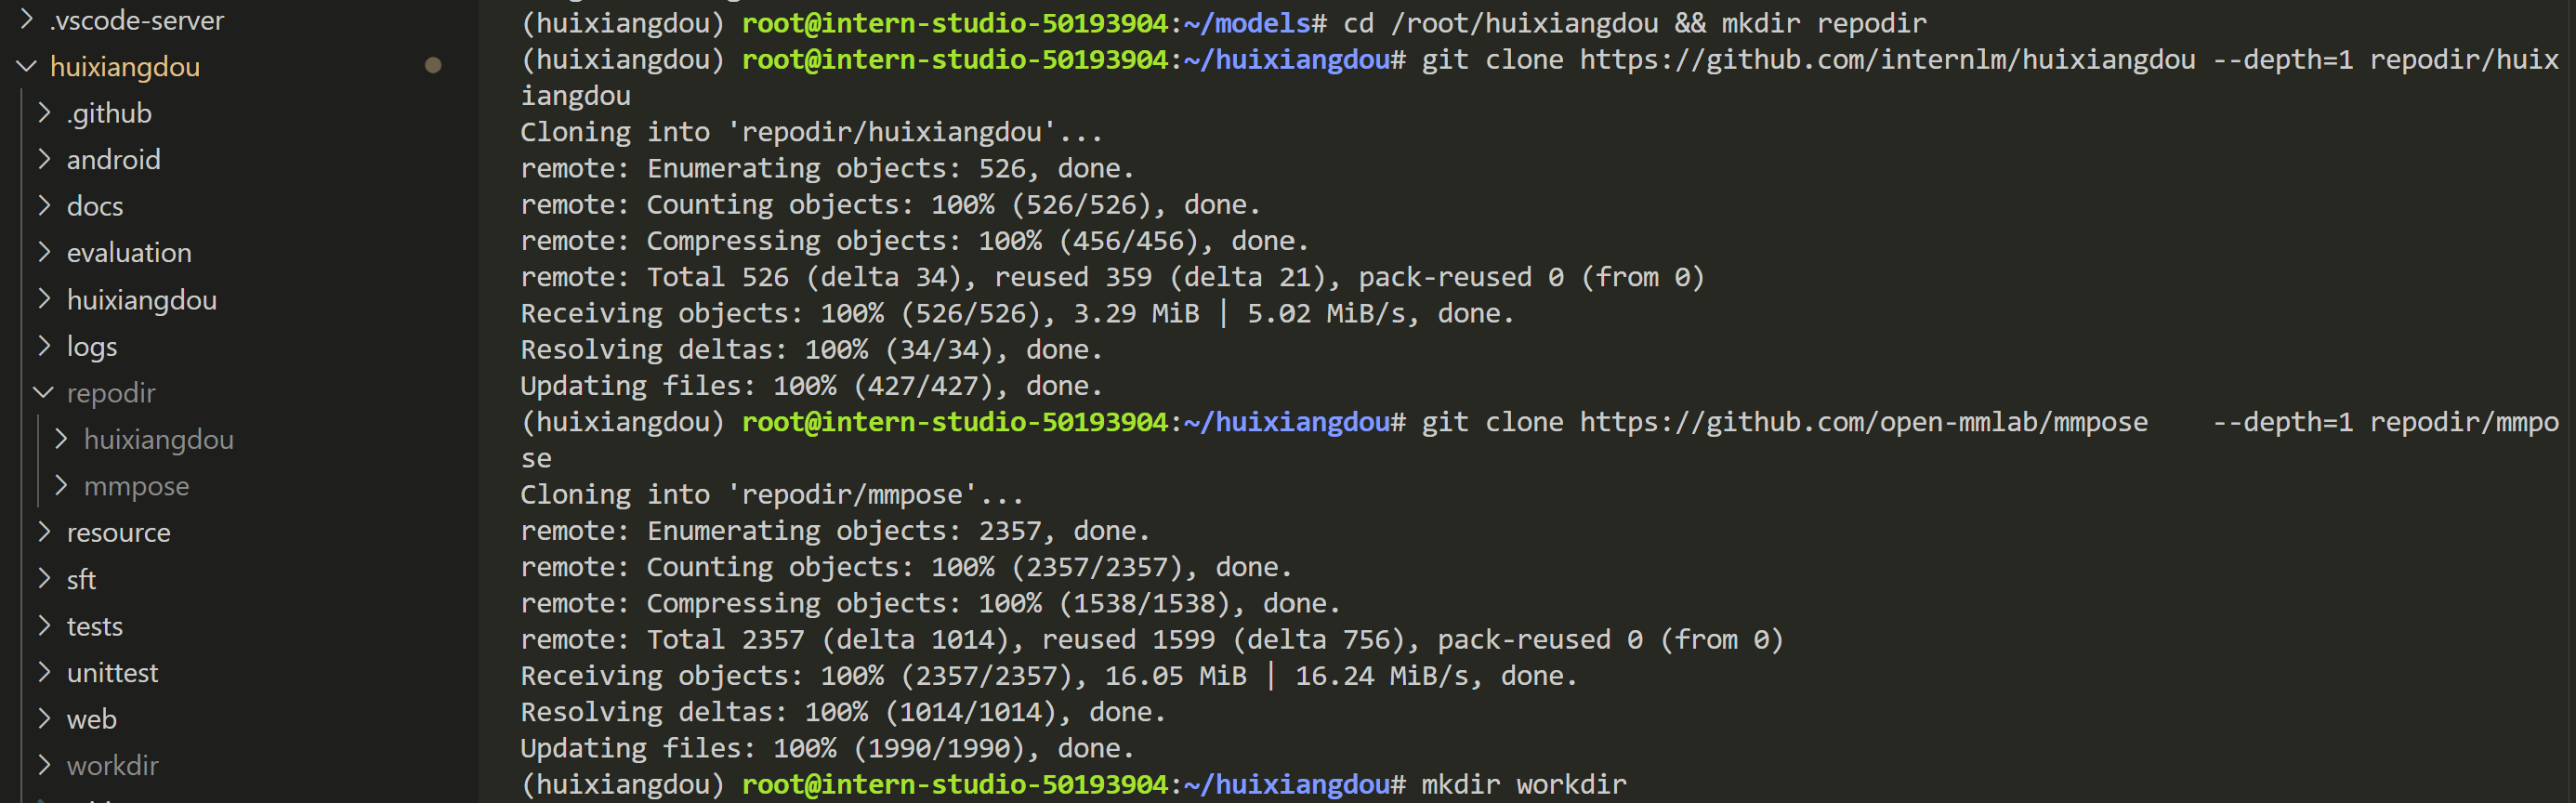 .vscode-server
huixiangdou
.github
android
docs
evaluation
huixiangdou
logs
repodir
huixiangdou
mmpose
resource
sft
tests
unittest
web
workdir
(huixiangdou) root@intern-studio-50193904:~/models# cd /root/huixiangdou && mkdir repodir
(huixiangdou) root@intern-studio-50193904:~/huixiangdou# git clone https://github.com/internlm/huixiangdou --depth=1 repodir/huix
iangdou
Cloning into 'repodir/huixiangdou'...
remote: Enumerating objects: 526, done.
remote: Counting objects: 100% (526/526), done.
remote: Compressing objects: 100% (456/456), done.
remote: Total 526 (delta 34), reused 359 (delta 21), pack-reused 0 (from 0)
Receiving objects: 100% (526/526), 3.29 MiB | 5.02 MiB/s, done.
Resolving deltas: 100% (34/34), done.
Updating files: 100% (427/427), done.
(huixiangdou) root@intern-studio-50193904:~/huixiangdou# git clone https://github.com/open-mmlab/mmpose    --depth=1 repodir/mmpo
se
Cloning into 'repodir/mmpose'...
remote: Enumerating objects: 2357, done.
remote: Counting objects: 100% (2357/2357), done.
remote: Compressing objects: 100% (1538/1538), done.
remote: Total 2357 (delta 1014), reused 1599 (delta 756), pack-reused 0 (from 0)
Receiving objects: 100% (2357/2357), 16.05 MiB | 16.24 MiB/s, done.
Resolving deltas: 100% (1014/1014), done.
Updating files: 100% (1990/1990), done.
(huixiangdou) root@intern-studio-50193904:~/huixiangdou# mkdir workdir